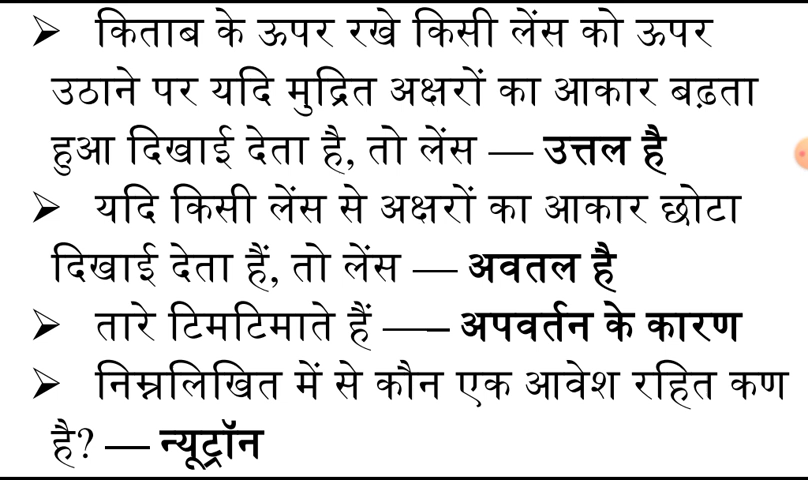 ➢ किताब के ऊपर रखे किसी लेंस को ऊपर
उठाने पर यदि मुद्रित अक्षरों का आकार बढ़ता
हुआ दिखाई देता है, तो लेंस — उत्तल है
➢ यदि किसी लेंस से अक्षरों का आकार छोटा
दिखाई देता हैं, तो लेंस — अवतल है
➢ तारे टिमटिमाते हैं —– अपवर्तन के कारण
➢ निम्नलिखित में से कौन एक आवेश रहित कण
है? — न्यूट्रॉन